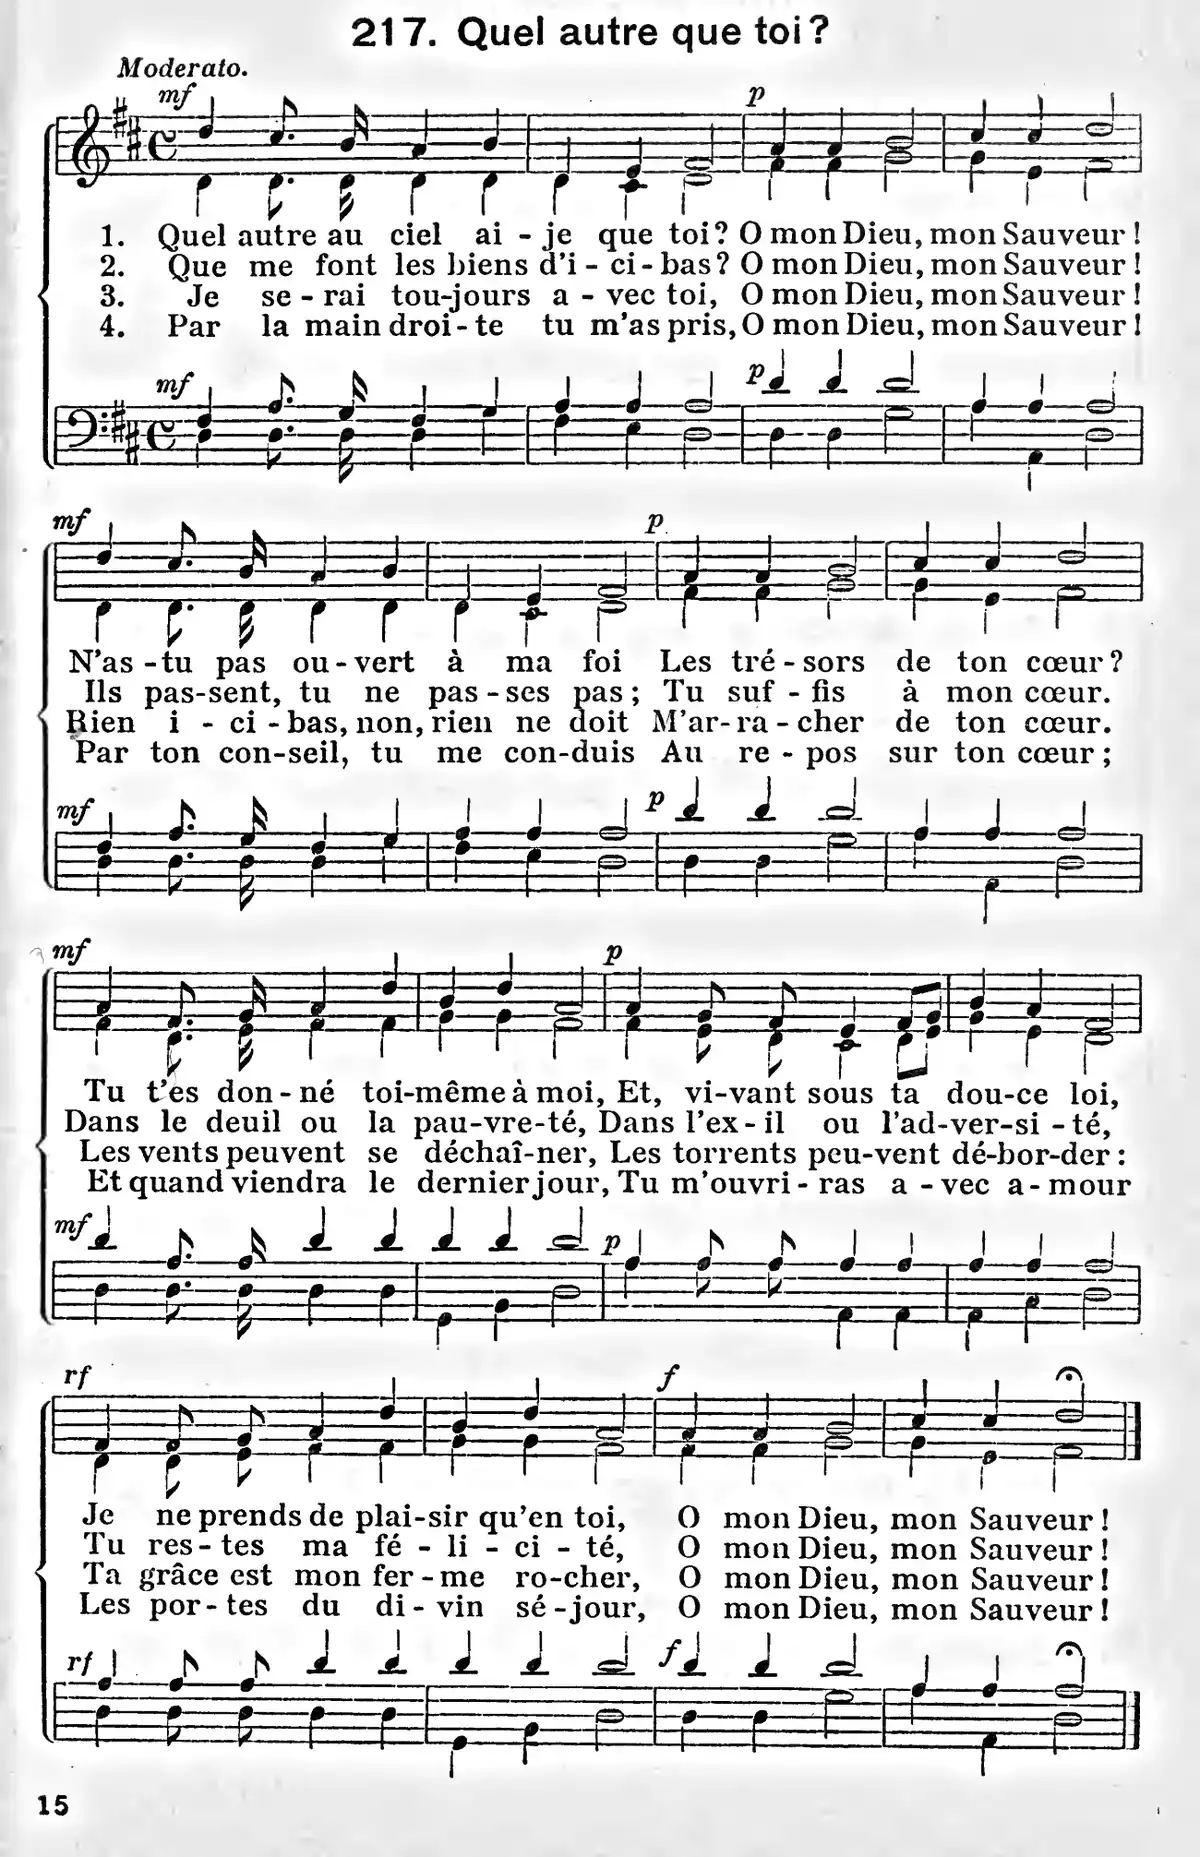 217. Quel autre que toi?
Moderato.
mf p
1. Quel autre au ciel ai - je que toi? O mon Dieu, mon Sauveur !
2. Que me font les biens d'i - ci - bas? O mon Dieu, mon Sauveur !
3. Je se - rai tou-jours a - vec toi, O mon Dieu, mon Sauveur !
4. Par la main droi - te tu m'as pris, O mon Dieu, mon Sauveur !
mf p
mf p
N'as - tu pas ou - vert à ma foi Les tré - sors de ton cœur ?
Ils pas-sent, tu ne pas - ses pas ; Tu suf - fis à mon cœur.
Rien i - ci - bas, non, rien ne doit M'ar- ra - cher de ton cœur.
Par ton con-seil, tu me con-duis Au re - pos sur ton cœur ;
mf p
mf p
Tu t'es don - né toi-même à moi, Et, vi-vant sous ta dou-ce loi,
Dans le deuil ou la pau-vre-té, Dans l'ex - il ou l'ad-ver-si - té,
Les vents peuvent se déchaî-ner, Les torrents peu-vent dé-bor-der :
Et quand viendra le dernier jour, Tu m'ouvri - ras a - vec a - mour
mf p
rf f
Je ne prends de plai-sir qu'en toi, O mon Dieu, mon Sauveur !
Tu res - tes ma fé - li - ci - té, O mon Dieu, mon Sauveur !
Ta grâce est mon fer - me ro-cher, O mon Dieu, mon Sauveur !
Les por - tes du di - vin sé -jour, O mon Dieu, mon Sauveur !
rf f
15